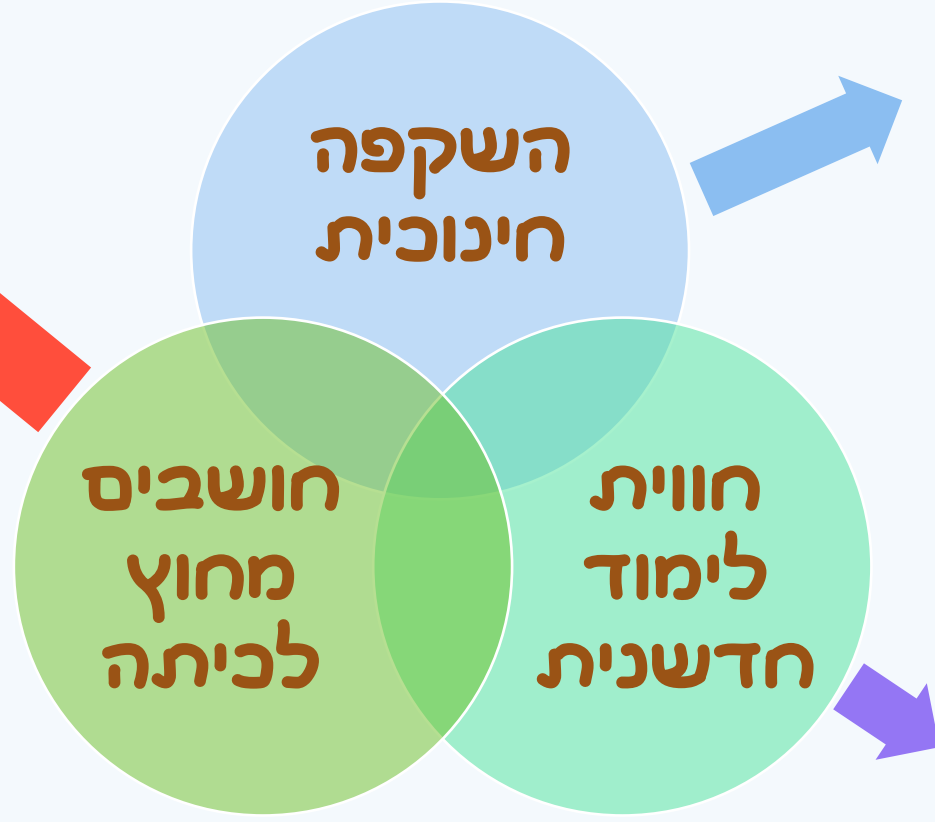 השקפה
חינוכית
חווית
לימוד
חדשנית
חושבים
מחוץ
לכיתה